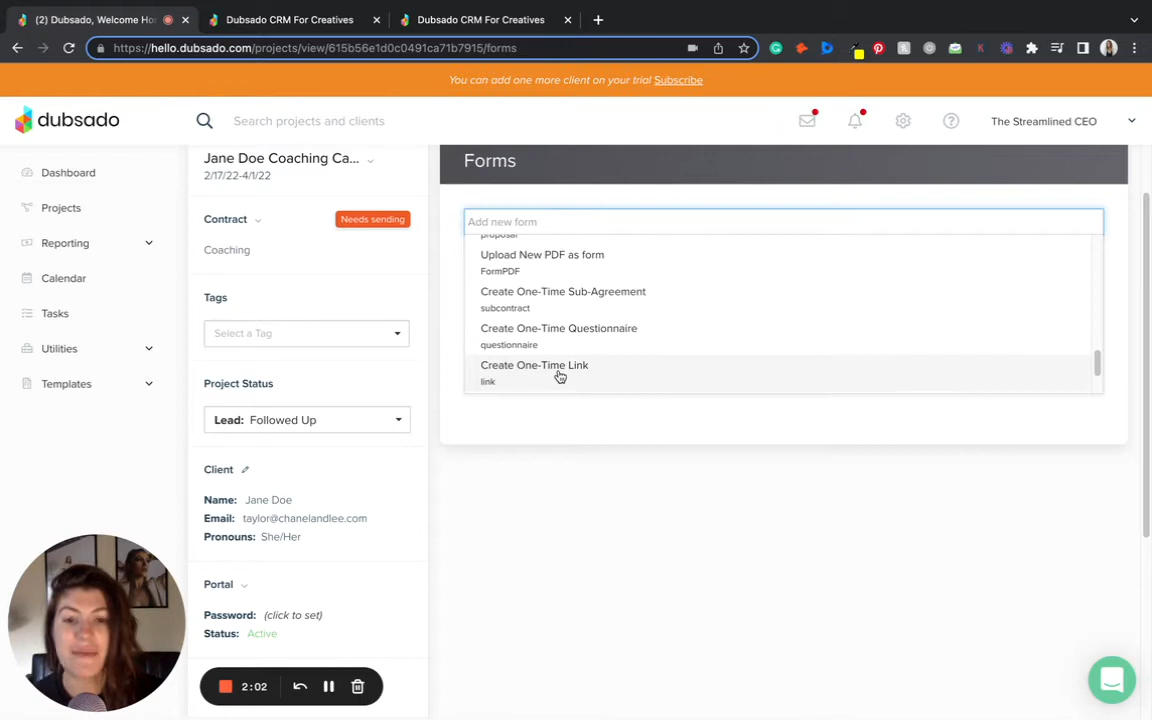 (2) Dubsado, Welcome Ho
Dubsado CRM For Creatives
Dubsado CRM For Creatives
https://hello.dubsado.com/projects/view/615b56e1d0c0491ca71b7915/forms
You can add one more client on your trial Subscribe
dubsado
Search projects and clients
The Streamlined CEO
Dashboard
Projects
Reporting
Calendar
Tasks
Utilities
Templates
Jane Doe Coaching Ca...
2/17/22-4/1/22
Contract
Needs sending
Coaching
Tags
Select a Tag
Project Status
Lead: Followed Up
Client
Name: Jane Doe
Email: taylor@chanelandlee.com
Pronouns: She/Her
Portal
Password: (click to set)
Status: Active
2:02
Forms
Add new form
proposal
Upload New PDF as form
FormPDF
Create One-Time Sub-Agreement
subcontract
Create One-Time Questionnaire
questionnaire
Create One-Time Link
link